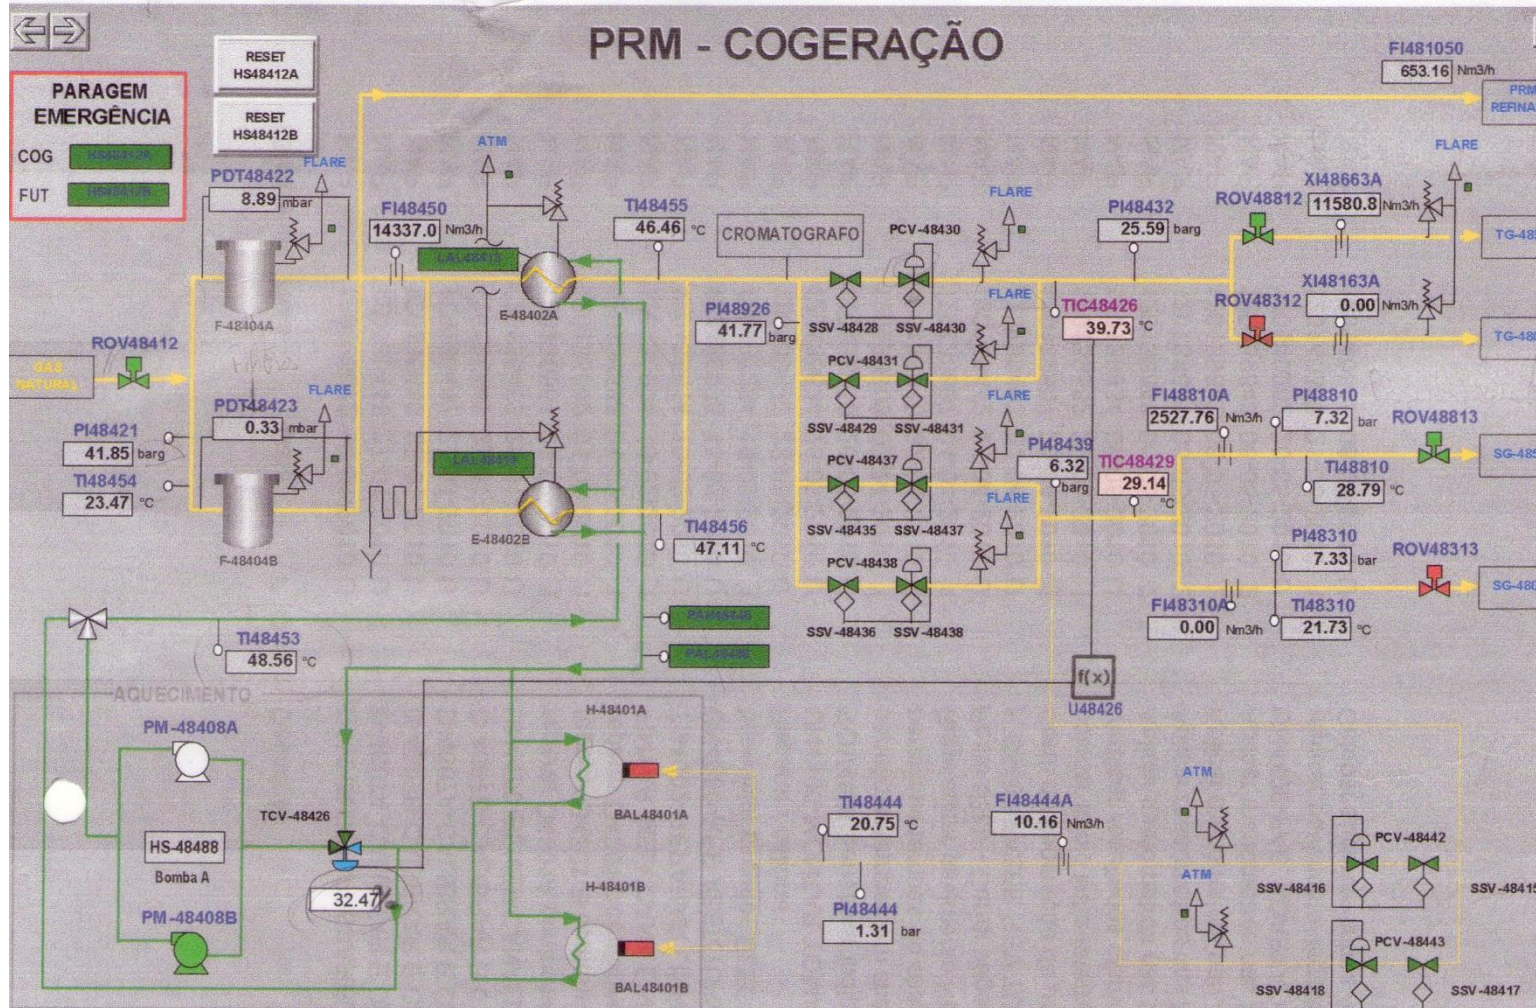 PRM - COGERAÇÃO
RESET
HS48412A
RESET
HS48412B
PARAGEM
EMERGÊNCIA
COG
HS48412A
FUT
HS48412B
FI481050
653.16 Nm3/h
PRM
REFINA
FLARE
PDT48422
8.89 mbar
F-48404A
ATM
FI48450
14337.0 Nm3/h
E-48402A
TI48455
46.46 °C
CROMATOGRAFO
PCV-48430
FLARE
SSV-48428
SSV-48430
PI48432
25.59 barg
ROV48812
XI48663A
11580.8 Nm3/h
FLARE
TG-485
XI48163A
0.00 Nm3/h
ROV48312
TG-480
GAS
NATURAL
ROV48412
PI48421
41.85 barg
TI48454
23.47 °C
PDT48423
0.33 mbar
FLARE
F-48404B
E-48402B
TI48456
47.11 °C
PI48926
41.77 barg
PCV-48431
FLARE
SSV-48429
SSV-48431
TIC48426
39.73 °C
PCV-48437
FLARE
SSV-48435
SSV-48437
PI48439
6.32
barg
TIC48429
29.14
°C
PCV-48438
FLARE
SSV-48436
SSV-48438
FI48810A
2527.76 Nm3/h
PI48810
7.32 bar
ROV48813
SG-485
TI48810
28.79 °C
PI48310
7.33 bar
ROV48313
SG-480
FI48310A
0.00 Nm3/h
TI48310
21.73 °C
TI48453
48.56 °C
f(x)
U48426
AQUECIMENTO
PM-48408A
HS-48488
Bomba A
PM-48408B
TCV-48426
32.47 %
H-48401A
BAL48401A
H-48401B
BAL48401B
TI48444
20.75 °C
FI48444A
10.16 Nm3/h
PI48444
1.31 bar
ATM
PCV-48442
SSV-48416
SSV-48415
ATM
PCV-48443
SSV-48418
SSV-48417